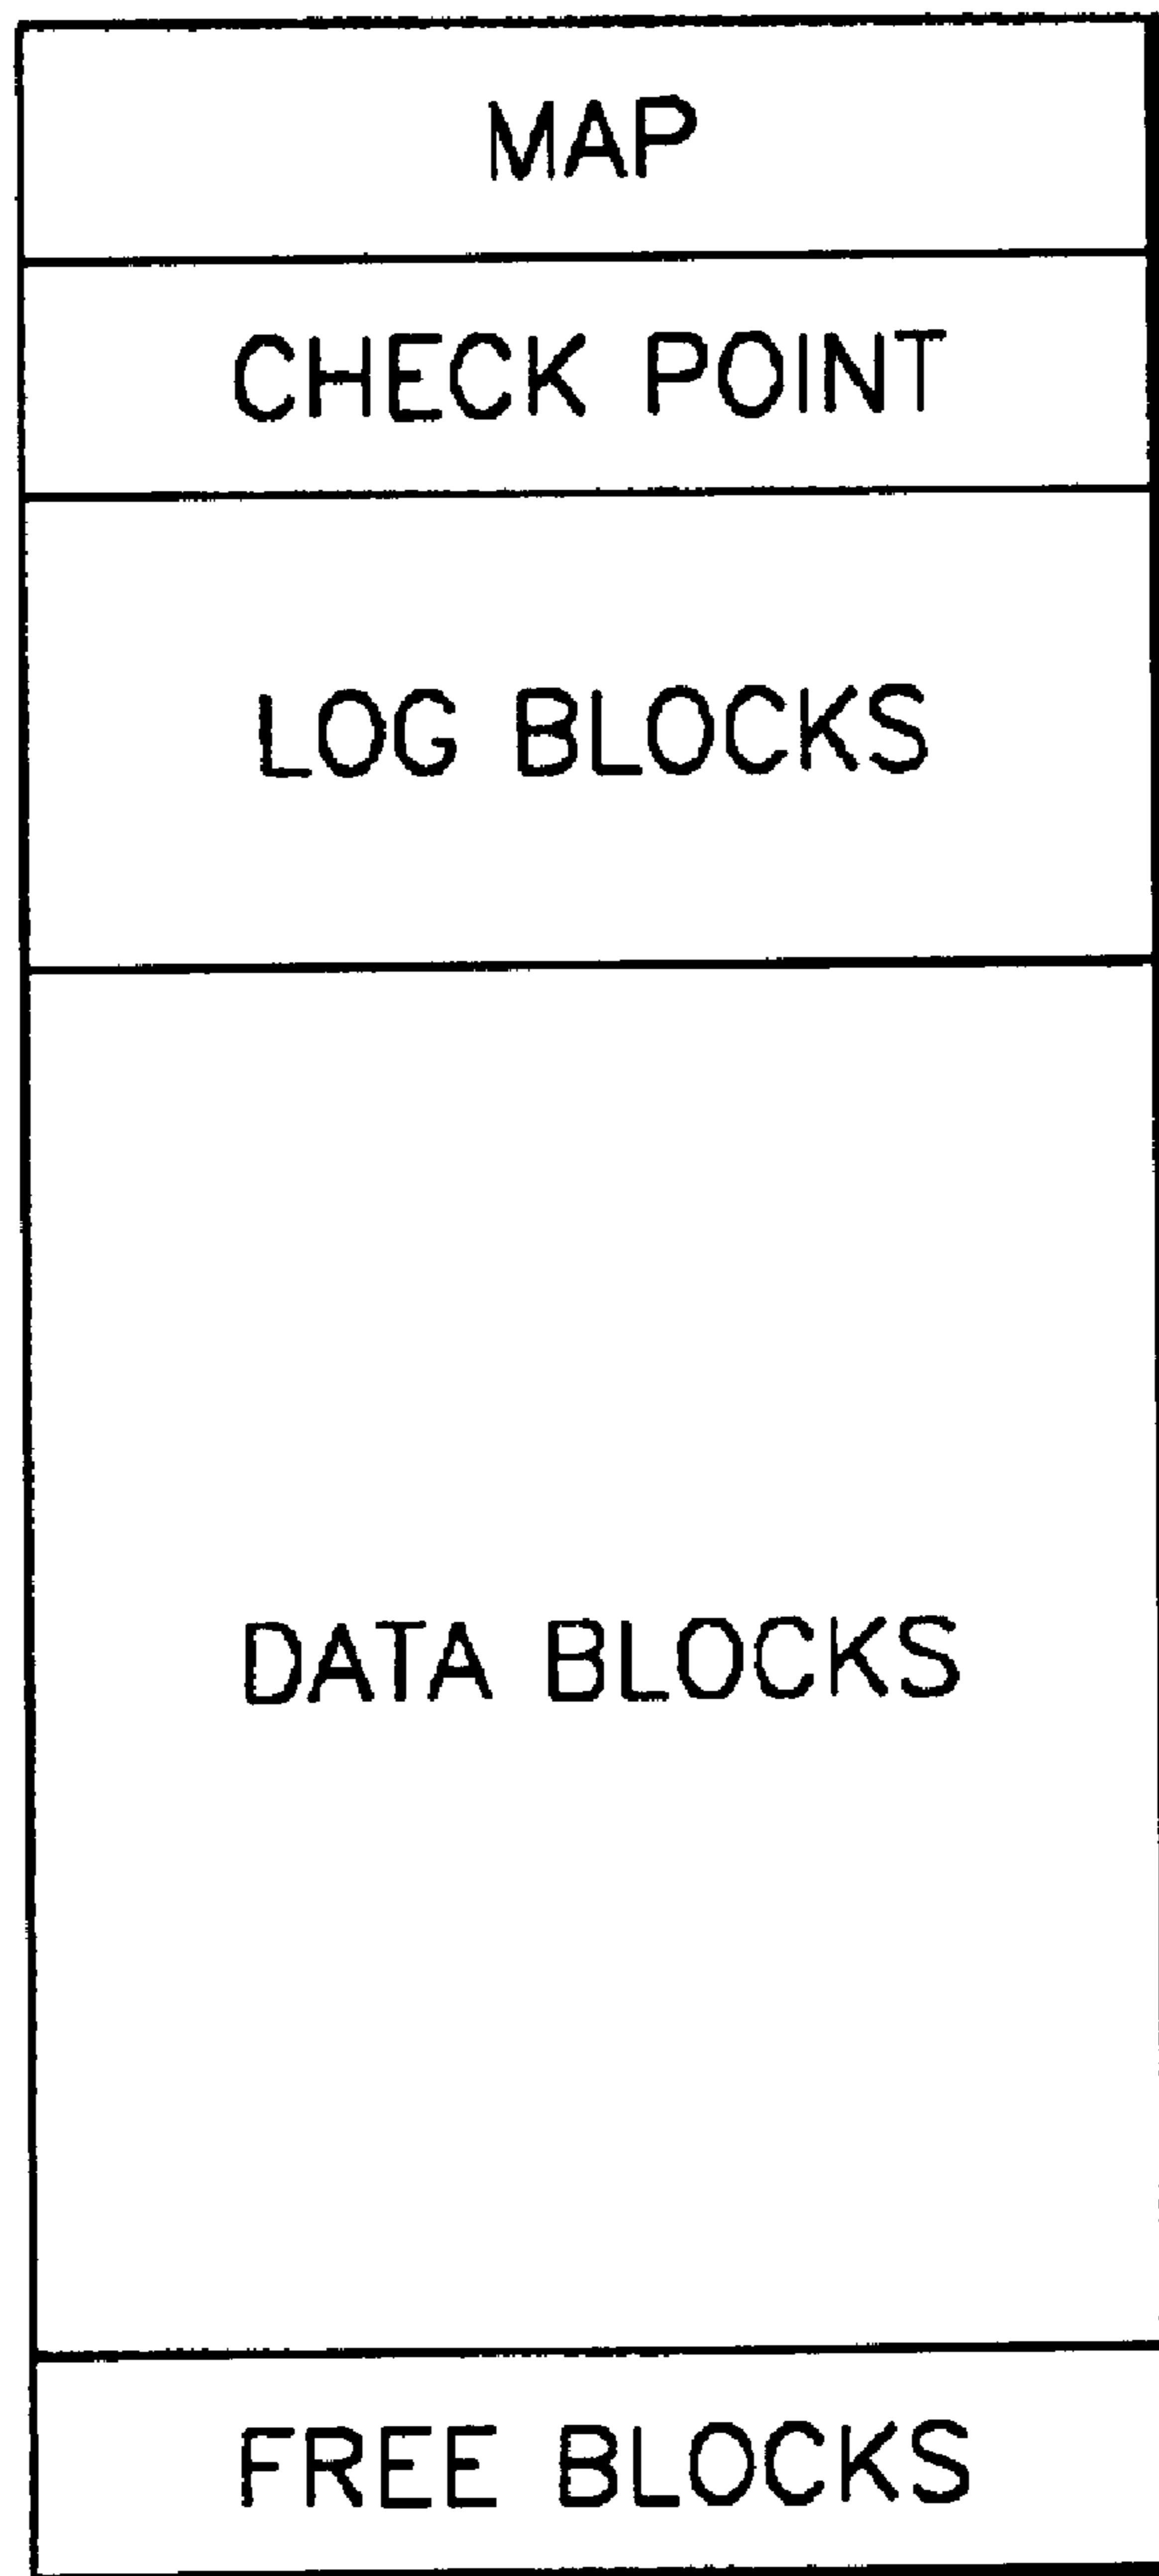 MAP
CHECK POINT
LOG BLOCKS
DATA BLOCKS
FREE BLOCKS